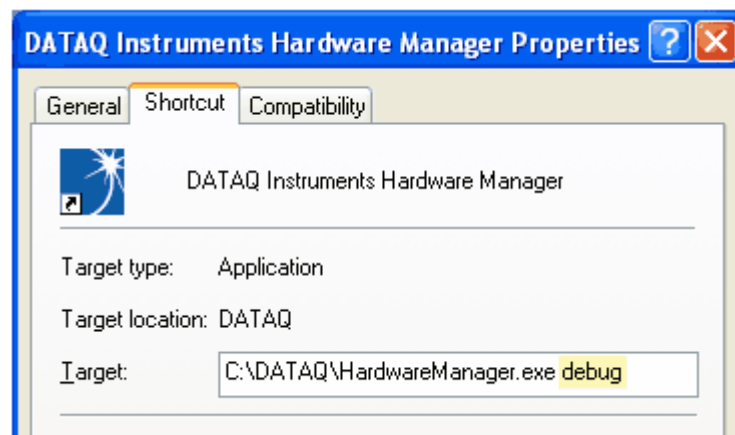 DATAQ Instruments Hardware Manager Properties
General Shortcut Compatibility
DATAQ Instruments Hardware Manager
Target type: Application
Target location: DATAQ
Target: C:\DATAQ\HardwareManager.exe debug